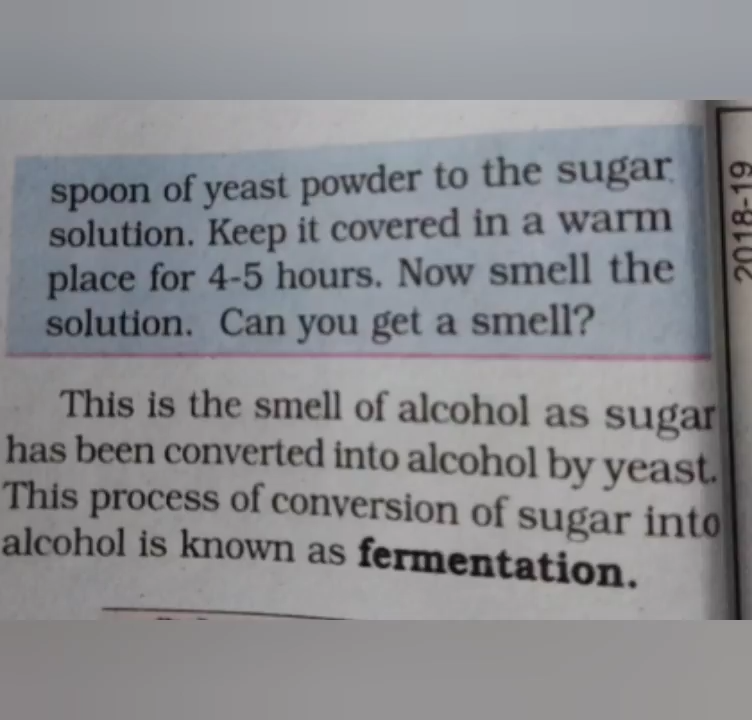 spoon of yeast powder to the sugar
solution. Keep it covered in a warm
place for 4-5 hours. Now smell the
solution. Can you get a smell?
This is the smell of alcohol as sugar
has been converted into alcohol by yeast.
This process of conversion of sugar into
alcohol is known as fermentation.
2018-19